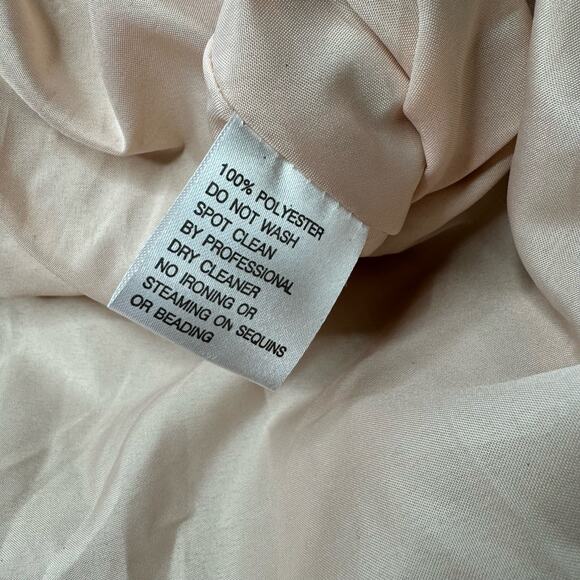 100% POLYESTER
DO NOT WASH
SPOT CLEAN
BY PROFESSIONAL
DRY CLEANER
NO IRONING OR
STEAMING ON SEQUINS
OR BEADING